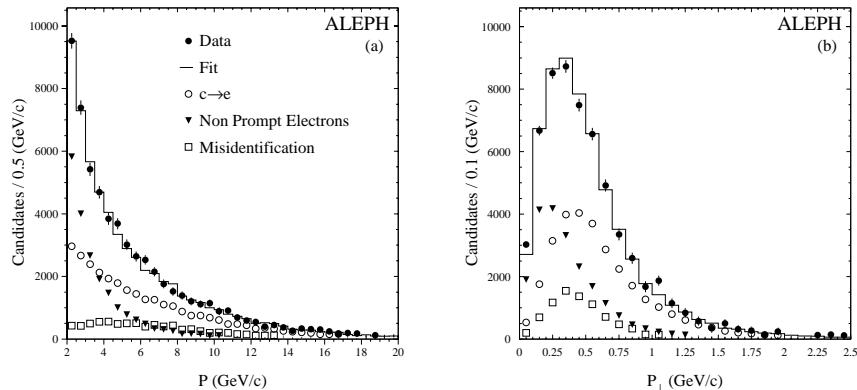 ALEPH
(a)
Data
Fit
c→e
Non Prompt Electrons
Misidentification
Candidates / 0.5 (GeV/c)
10000
8000
6000
4000
2000
0
2 4 6 8 10 12 14 16 18 20
P (GeV/c)
ALEPH
(b)
Candidates / 0.1 (GeV/c)
10000
8000
6000
4000
2000
0
0 0.25 0.5 0.75 1 1.25 1.5 1.75 2 2.25 2.5
P⊥ (GeV/c)